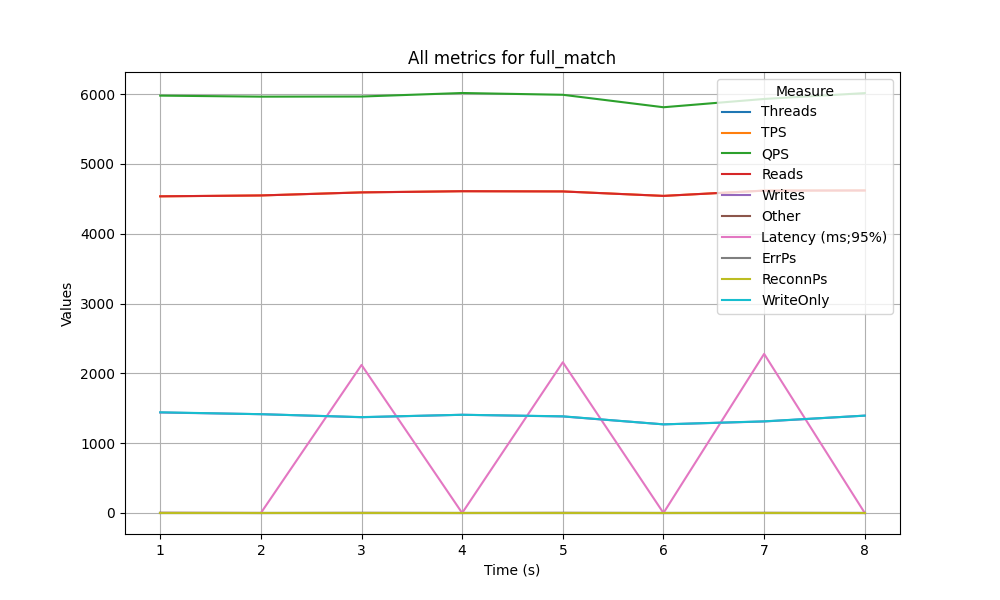 All metrics for full_match
Values
6000
5000
4000
3000
2000
1000
0
Measure
Threads
TPS
QPS
Reads
Writes
Other
Latency (ms;95%)
ErrPs
ReconnPs
WriteOnly
1 2 3 4 5 6 7 8
Time (s)